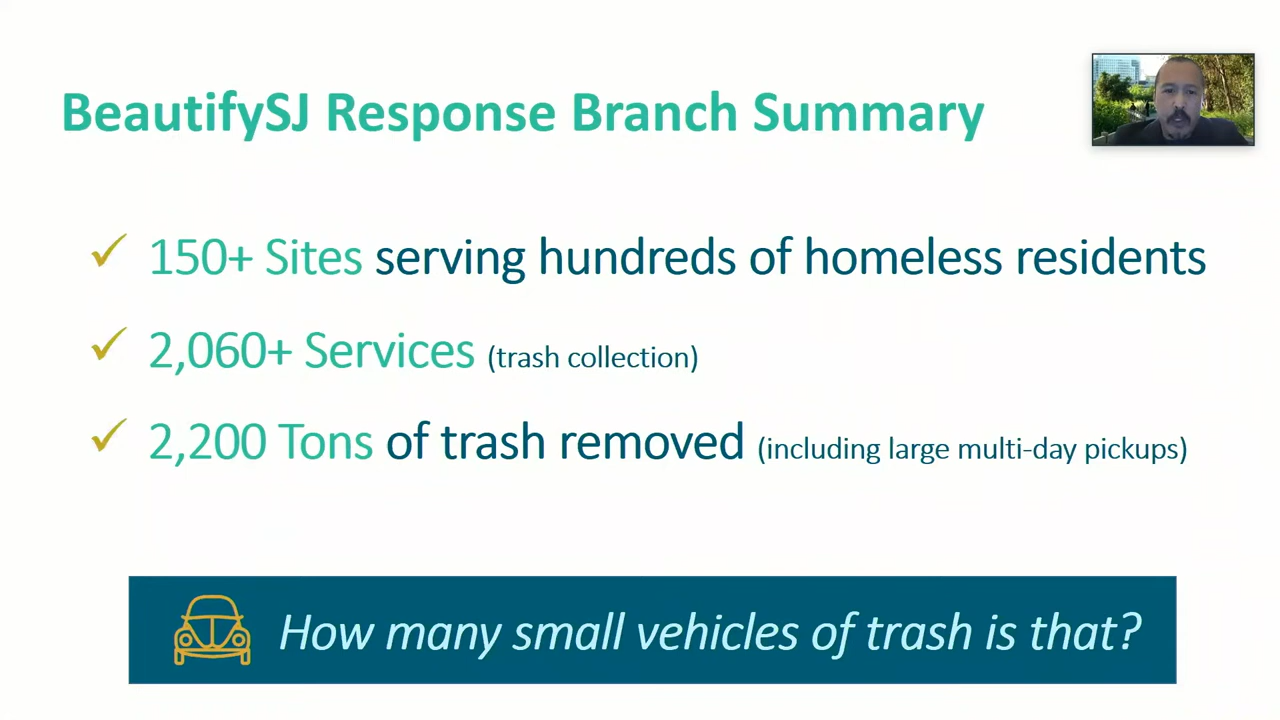 BeautifySJ Response Branch Summary
150+ Sites serving hundreds of homeless residents
2,060+ Services (trash collection)
2,200 Tons of trash removed (including large multi-day pickups)
How many small vehicles of trash is that?